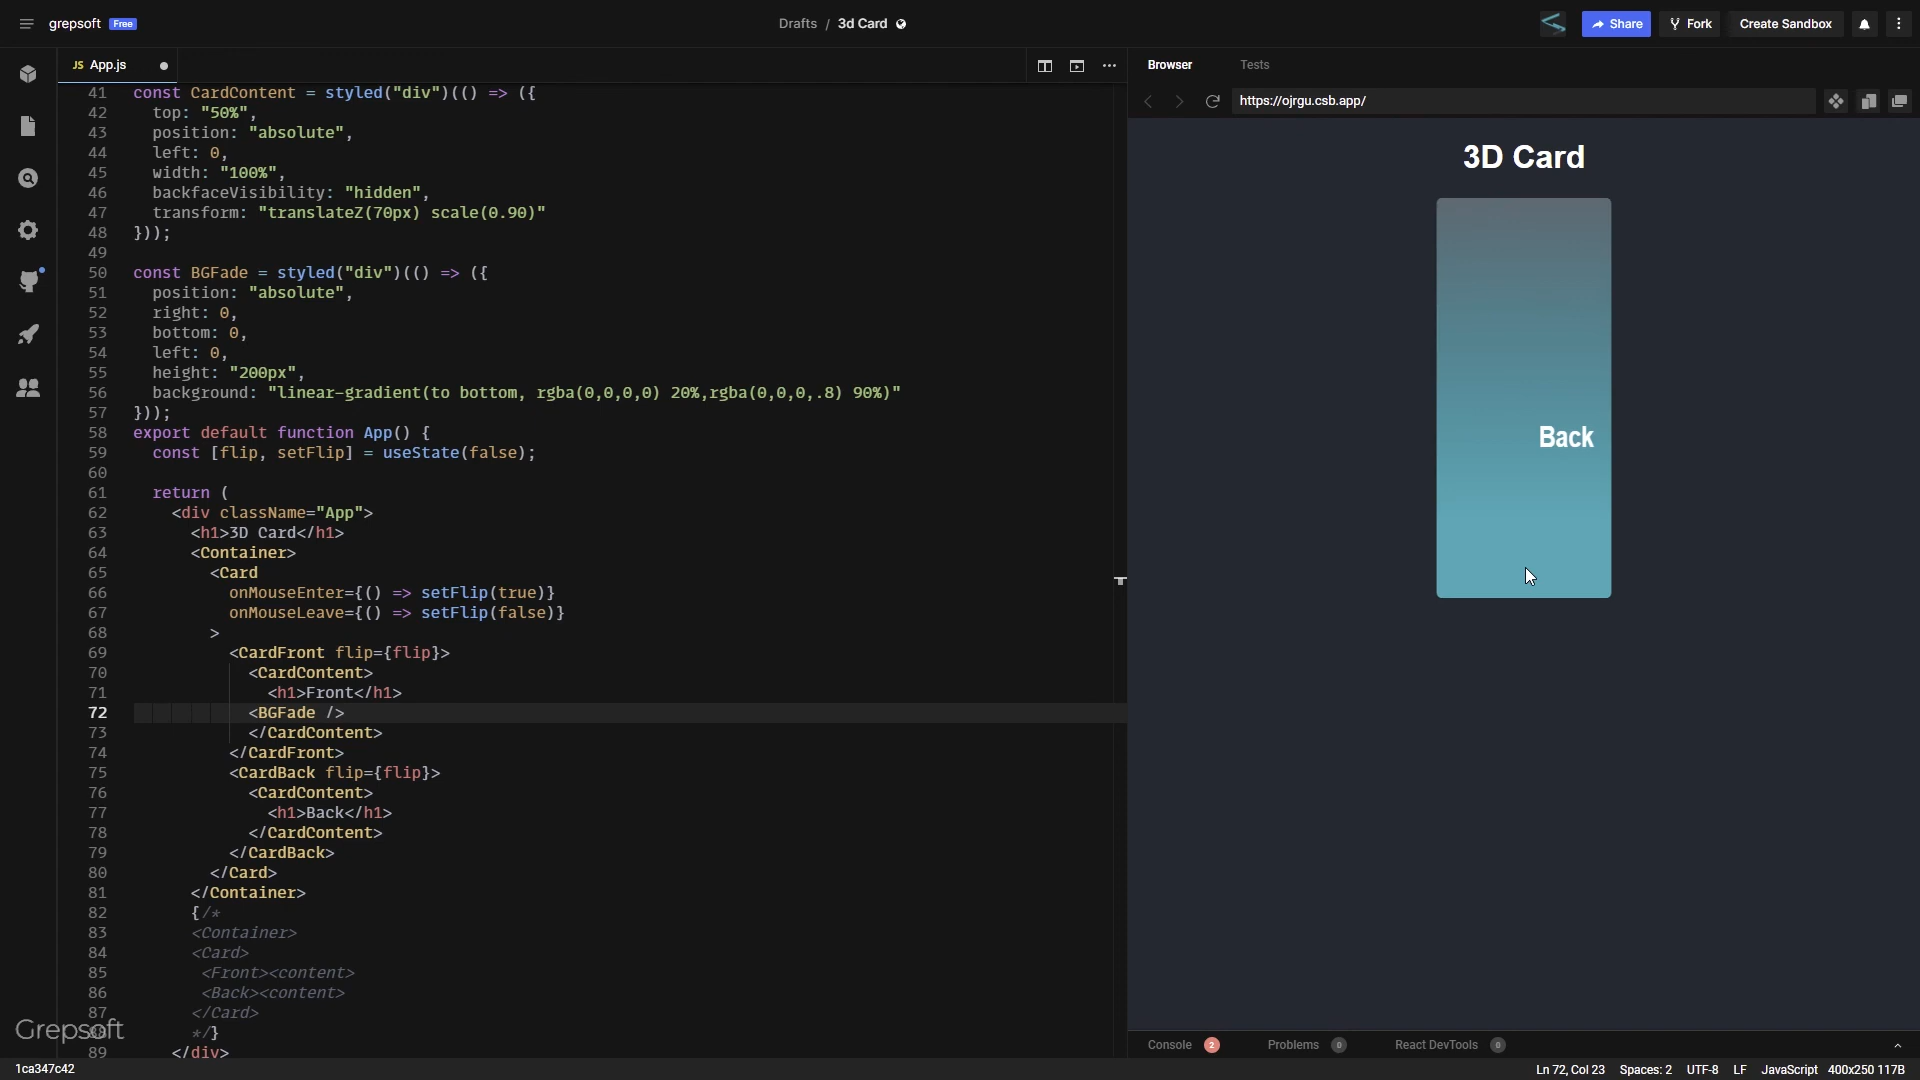 grepsoft Free
Drafts / 3d Card
Share
Fork
Create Sandbox
JS App.js
Browser
Tests
https://ojrgu.csb.app/
41 const CardContent = styled("div")(() => ({
42 top: "50%",
43 position: "absolute",
44 left: 0,
45 width: "100%",
46 backfaceVisibility: "hidden",
47 transform: "translateZ(70px) scale(0.90)"
48 }));
49
50 const BGFade = styled("div")(() => ({
51 position: "absolute",
52 right: 0,
53 bottom: 0,
54 left: 0,
55 height: "200px",
56 background: "linear-gradient(to bottom, rgba(0,0,0,0) 20%,rgba(0,0,0,.8) 90%)"
57 }));
58 export default function App() {
59 const [flip, setFlip] = useState(false);
60
61 return (
62 <div className="App">
63 <h1>3D Card</h1>
64 <Container>
65 <Card
66 onMouseEnter={() => setFlip(true)}
67 onMouseLeave={() => setFlip(false)}
68 >
69 <CardFront flip={flip}>
70 <CardContent>
71 <h1>Front</h1>
72 <BGFade />
73 </CardContent>
74 </CardFront>
75 <CardBack flip={flip}>
76 <CardContent>
77 <h1>Back</h1>
78 </CardContent>
79 </CardBack>
80 </Card>
81 </Container>
82 {/*
83 <Container>
84 <Card>
85 <Front><content>
86 <Back><content>
87 </Card>
88 */}
89 </div>
Grepsoft
3D Card
Back
Console 2
Problems 0
React DevTools 0
1ca347c42
Ln 72, Col 23 Spaces: 2 UTF-8 LF JavaScript 400x250 117B